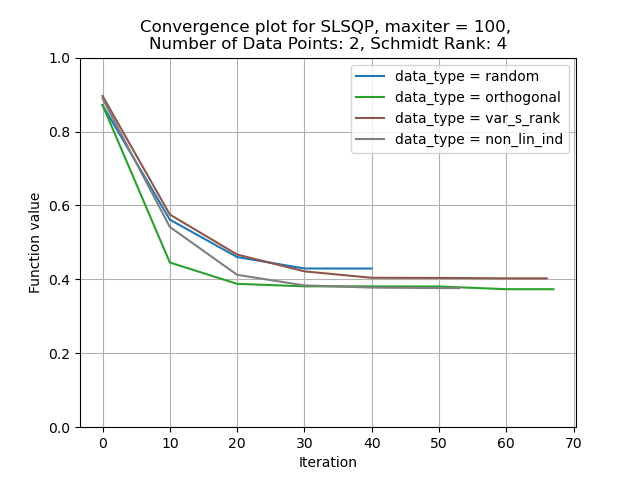 Convergence plot for SLSQP, maxiter = 100,
Number of Data Points: 2, Schmidt Rank: 4
data_type = random
data_type = orthogonal
data_type = var_s_rank
data_type = non_lin_ind
Function value
1.0
0.8
0.6
0.4
0.2
0.0
0 10 20 30 40 50 60 70
Iteration